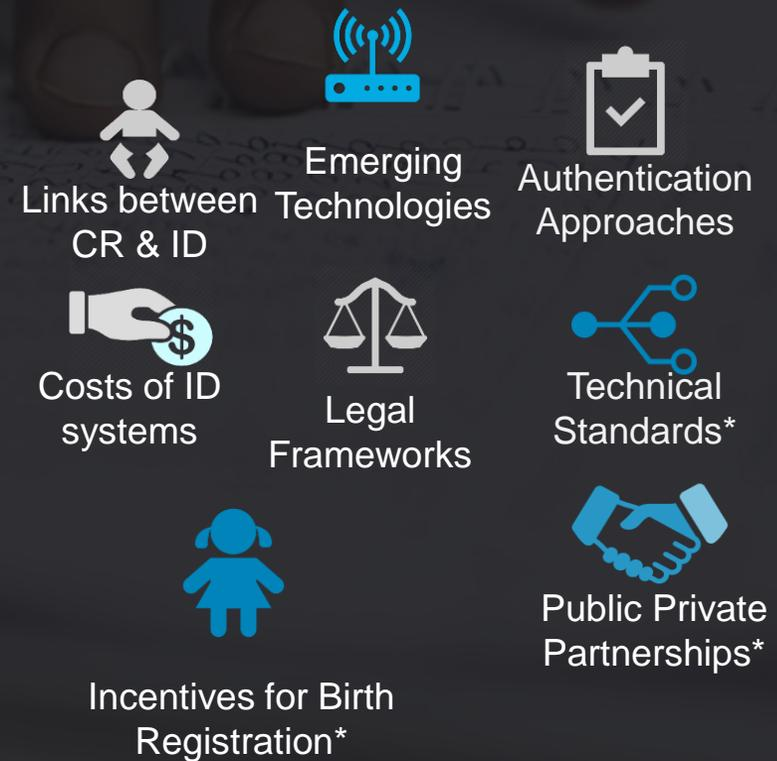 Links between
CR & ID
Emerging
Technologies
Authentication
Approaches
$
Costs of ID
systems
Legal
Frameworks
Technical
Standards*
Incentives for Birth
Registration*
Public Private
Partnerships*